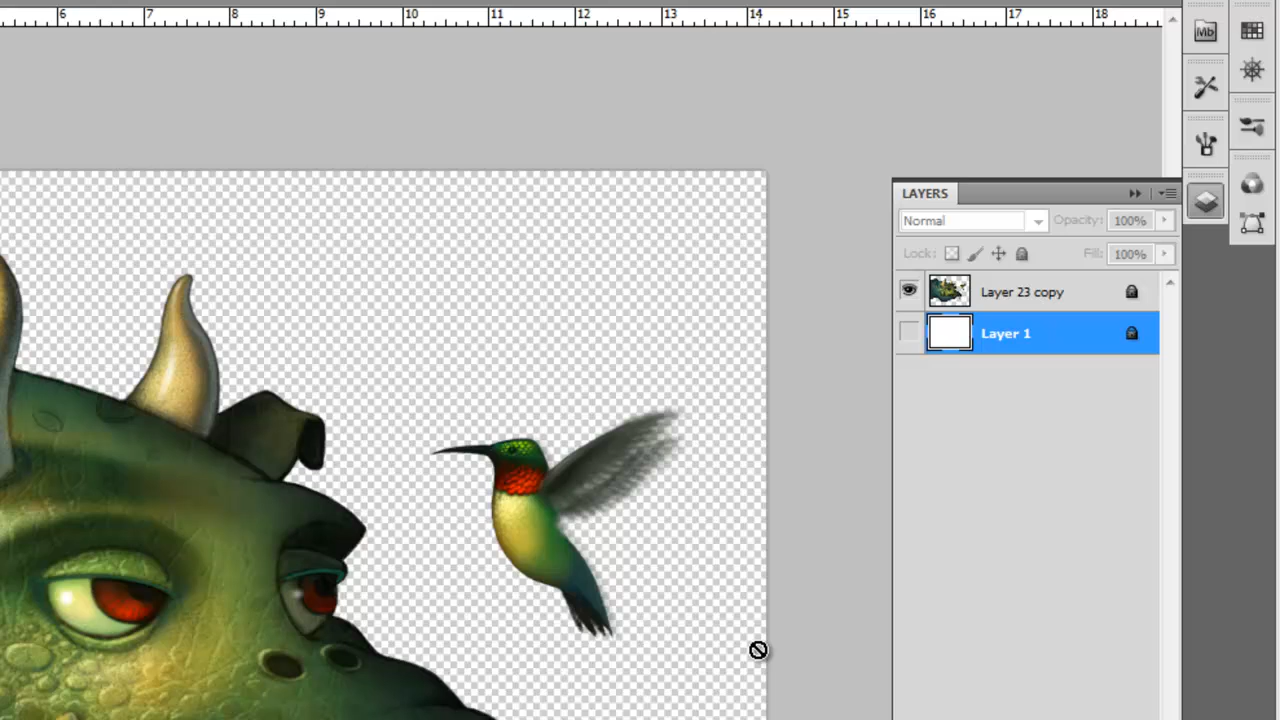 6 7 8 9 10 11 12 13 14 15 16 17 18
Mb
LAYERS
Normal Opacity: 100%
Lock: Fill: 100%
Layer 23 copy
Layer 1